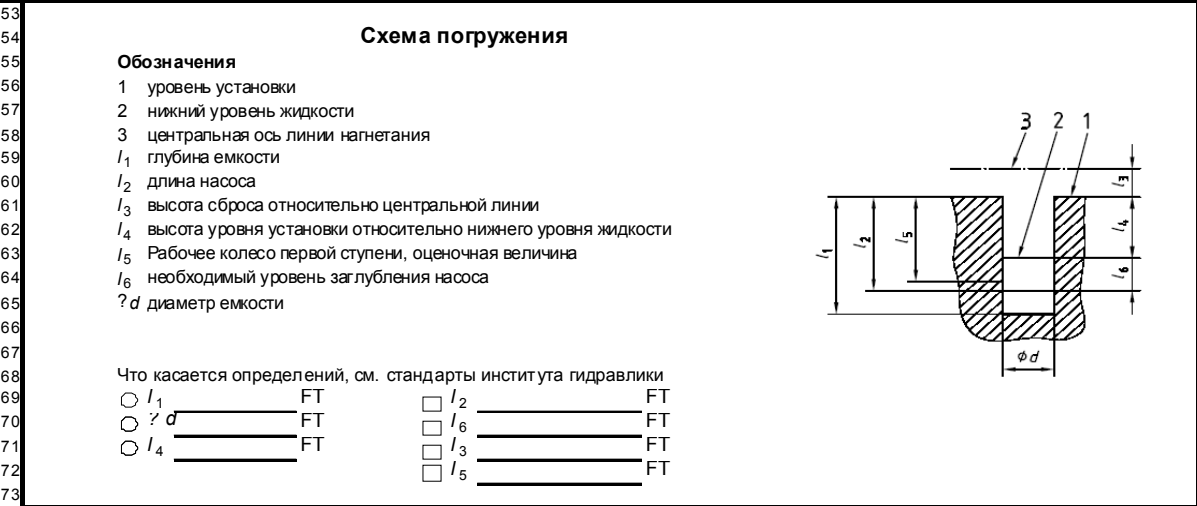 53
54 Схема погружения
55 Обозначения
56 1 уровень установки
57 2 нижний уровень жидкости
58 3 центральная ось линии нагнетания
59 l1 глубина емкости
60 l2 длина насоса
61 l3 высота сброса относительно центральной линии
62 l4 высота уровня установки относительно нижнего уровня жидкости
63 l5 Рабочее колесо первой ступени, оценочная величина
64 l6 необходимый уровень заглубления насоса
65 ?d диаметр емкости
66
67
68 Что касается определений, см. стандарты института гидравлики
69 l1 FT l2 FT
70 ? d FT l6 FT
71 l4 FT l3 FT
72 l5 FT
73
3 2 1
l3
l1 l2 l5 l4
l6
ϕd